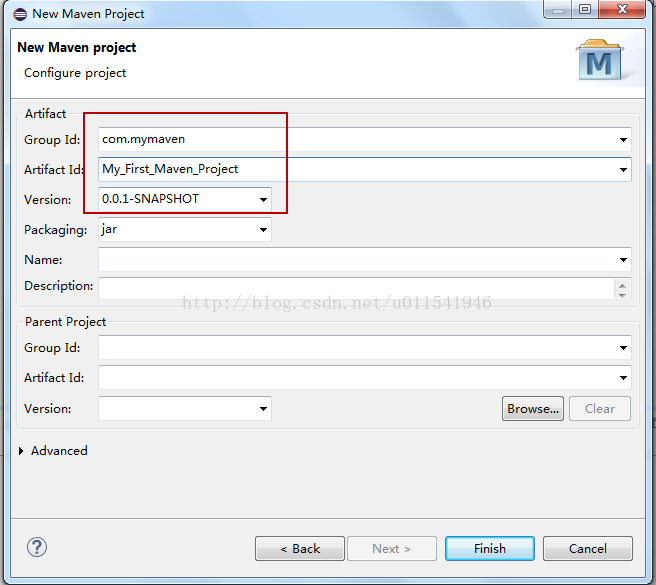 New Maven Project
New Maven project
Configure project
M
Artifact
Group Id: com.mymaven
Artifact Id: My_First_Maven_Project
Version: 0.0.1-SNAPSHOT
Packaging: jar
Name:
Description:
http://blog.csdn.net/u011541946
Parent Project
Group Id:
Artifact Id:
Version: Browse... Clear
Advanced
? < Back Next > Finish Cancel